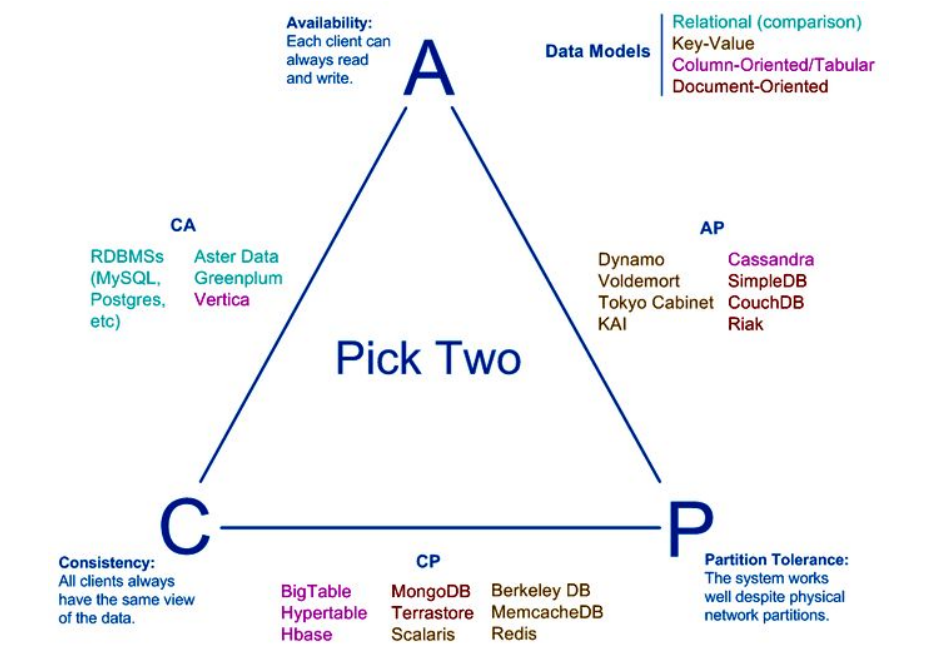 Availability:
Each client can
always read
and write.
A
Data Models
Relational (comparison)
Key-Value
Column-Oriented/Tabular
Document-Oriented
CA
RDBMSs
(MySQL,
Postgres,
etc)
Aster Data
Greenplum
Vertica
AP
Dynamo
Voldemort
Tokyo Cabinet
KAI
Cassandra
SimpleDB
CouchDB
Riak
Pick Two
C
Consistency:
All clients always
have the same view
of the data.
P
Partition Tolerance:
The system works
well despite physical
network partitions.
CP
BigTable
Hypertable
Hbase
MongoDB
Terrastore
Scalaris
Berkeley DB
MemcacheDB
Redis